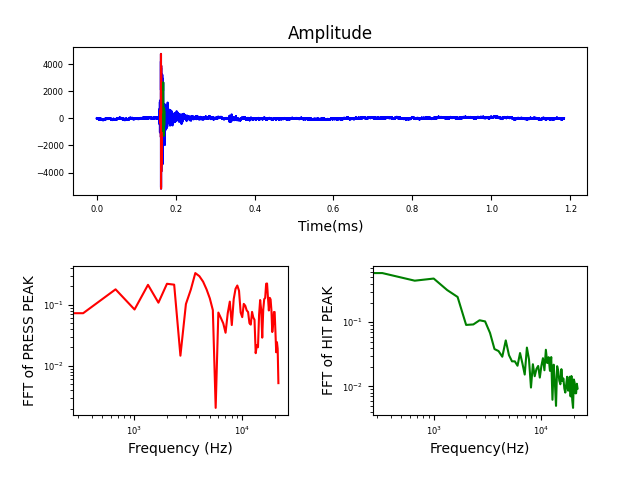 Amplitude
4000
2000
0
−2000
−4000
0.0 0.2 0.4 0.6 0.8 1.0 1.2
Time(ms)
FFT of PRESS PEAK
10⁻¹
10⁻²
10³ 10⁴
Frequency (Hz)
FFT of HIT PEAK
10⁻¹
10⁻²
10³ 10⁴
Frequency(Hz)